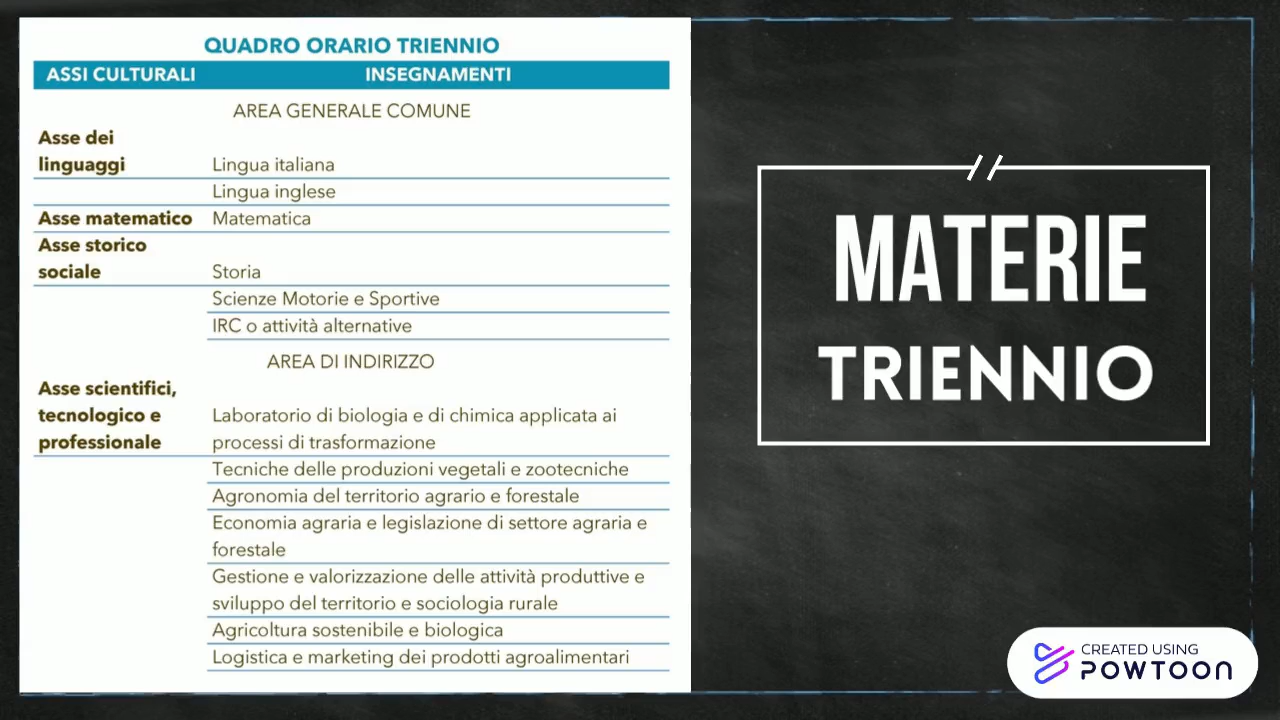 QUADRO ORARIO TRIENNIO
ASSI CULTURALI INSEGNAMENTI
AREA GENERALE COMUNE
Asse dei
linguaggi Lingua italiana
Lingua inglese
Asse matematico Matematica
Asse storico
sociale Storia
Scienze Motorie e Sportive
IRC o attività alternative
AREA DI INDIRIZZO
Asse scientifici,
tecnologico e Laboratorio di biologia e di chimica applicata ai
professionale processi di trasformazione
Tecniche delle produzioni vegetali e zootecniche
Agronomia del territorio agrario e forestale
Economia agraria e legislazione di settore agraria e
forestale
Gestione e valorizzazione delle attività produttive e
sviluppo del territorio e sociologia rurale
Agricoltura sostenibile e biologica
Logistica e marketing dei prodotti agroalimentari
MATERIE
TRIENNIO
CREATED USING
POWTOON